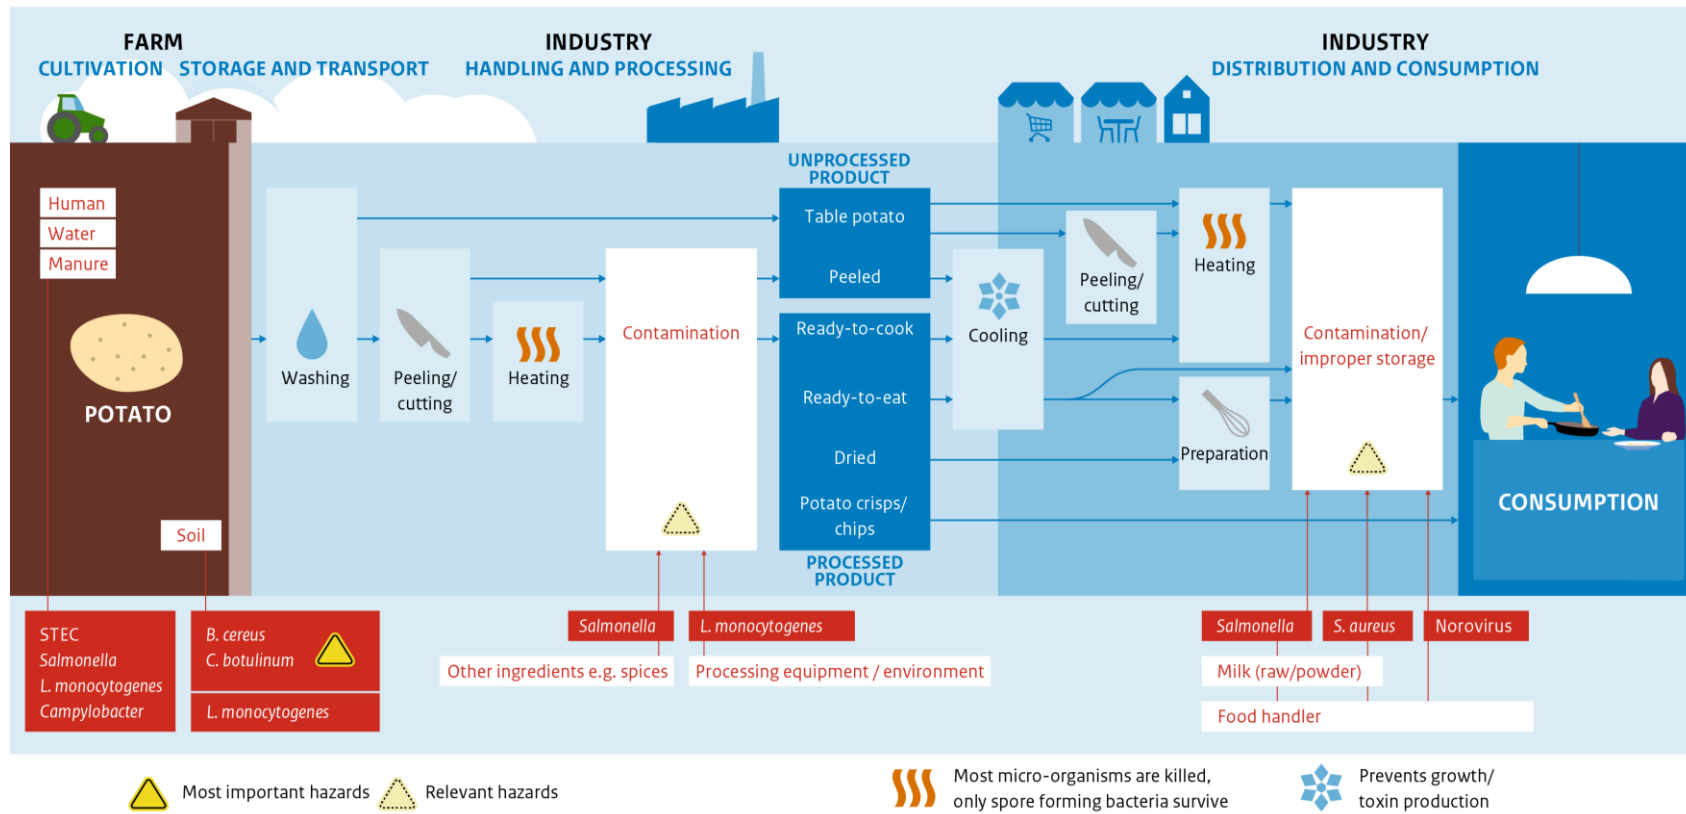 FARM
CULTIVATION STORAGE AND TRANSPORT
INDUSTRY
HANDLING AND PROCESSING
INDUSTRY
DISTRIBUTION AND CONSUMPTION
Human
Water
Manure
POTATO
Soil
Washing
Peeling/
cutting
Heating
Contamination
UNPROCESSED
PRODUCT
Table potato
Peeled
Ready-to-cook
Ready-to-eat
Dried
Potato crisps/
chips
PROCESSED
PRODUCT
Cooling
Peeling/
cutting
Heating
Preparation
Contamination/
improper storage
CONSUMPTION
STEC
Salmonella
L. monocytogenes
Campylobacter
B. cereus
C. botulinum
L. monocytogenes
Salmonella
L. monocytogenes
Other ingredients e.g. spices
Processing equipment / environment
Salmonella
S. aureus
Norovirus
Milk (raw/powder)
Food handler
Most important hazards
Relevant hazards
Most micro-organisms are killed,
only spore forming bacteria survive
Prevents growth/
toxin production